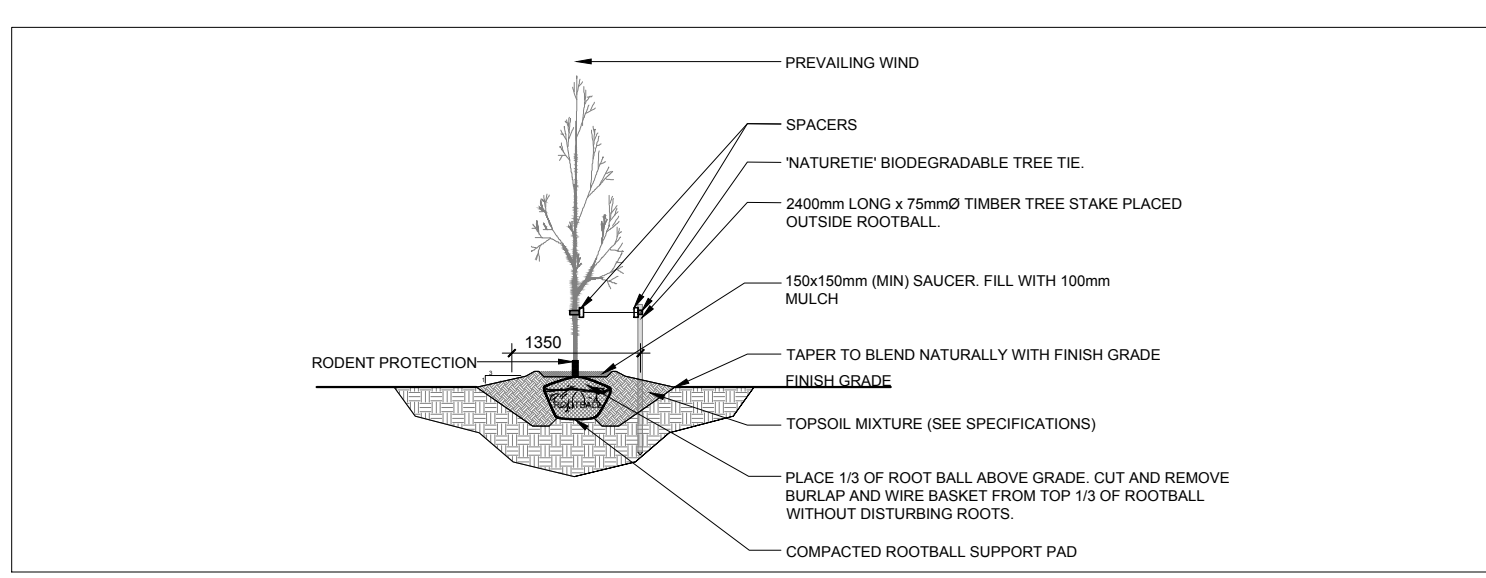 PREVAILING WIND
SPACERS
'NATURETIE' BIODEGRADABLE TREE TIE.
2400mm LONG x 75mmØ TIMBER TREE STAKE PLACED
OUTSIDE ROOTBALL.
150x150mm (MIN) SAUCER. FILL WITH 100mm
MULCH
1350
RODENT PROTECTION
TAPER TO BLEND NATURALLY WITH FINISH GRADE
3
1
FINISH GRADE
ROOTBALL
TOPSOIL MIXTURE (SEE SPECIFICATIONS)
PLACE 1/3 OF ROOT BALL ABOVE GRADE. CUT AND REMOVE
BURLAP AND WIRE BASKET FROM TOP 1/3 OF ROOTBALL
WITHOUT DISTURBING ROOTS.
COMPACTED ROOTBALL SUPPORT PAD